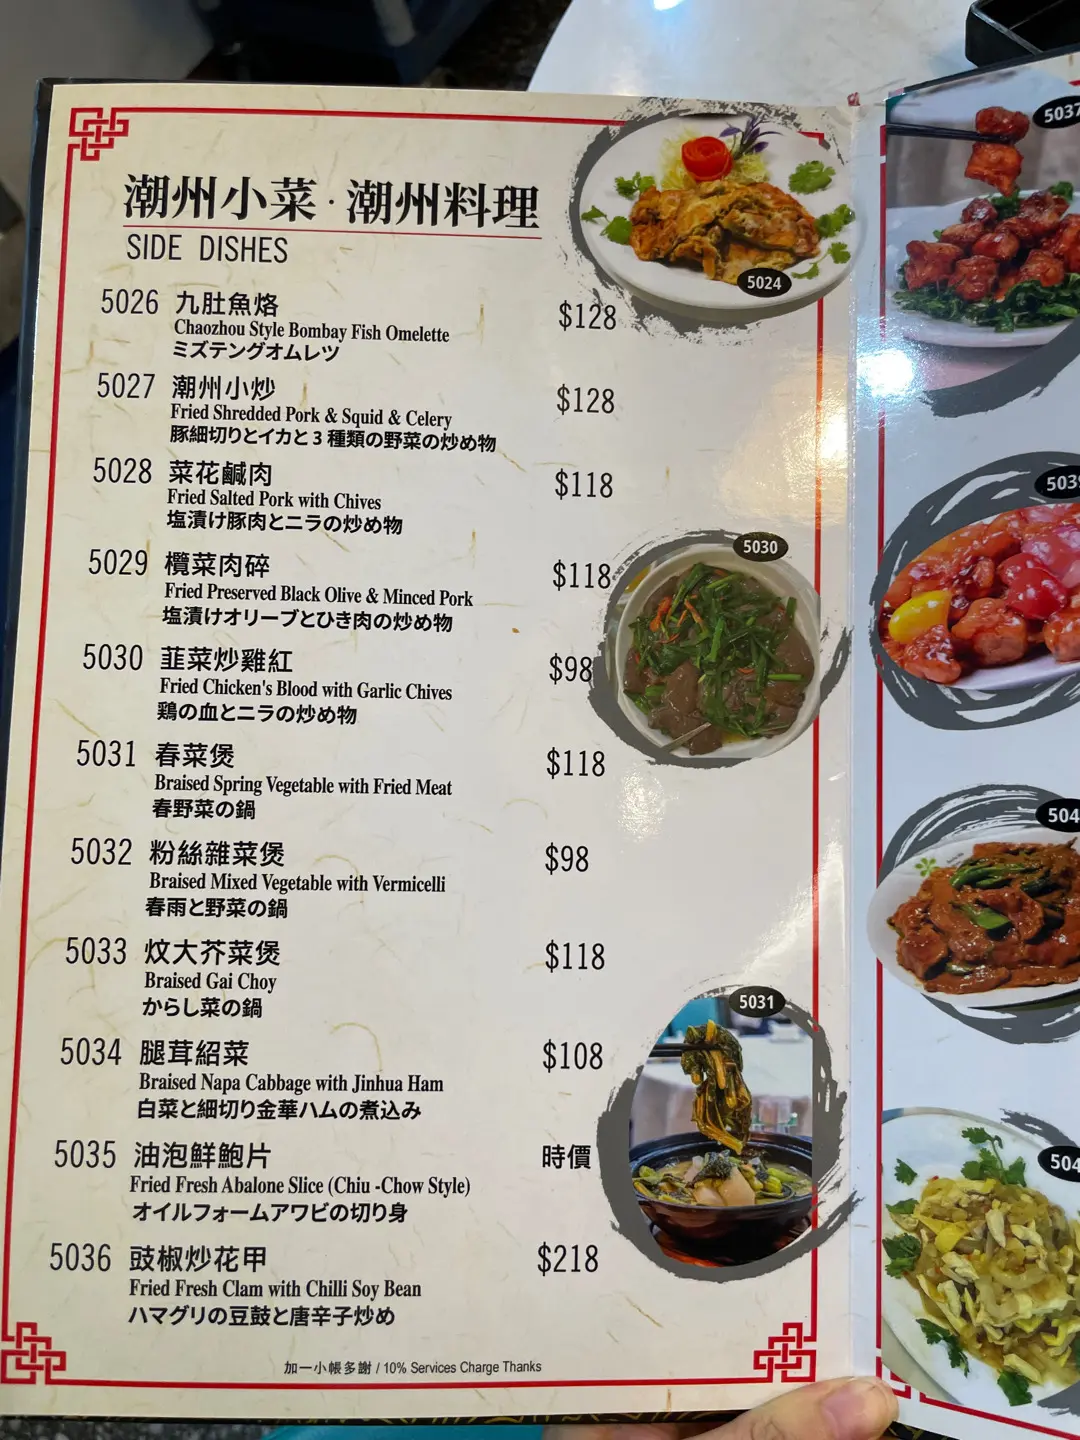 潮州小菜·潮州料理
SIDE DISHES
5024
5026 九肚魚烙 $128
Chaozhou Style Bombay Fish Omelette
ミズテングオムレツ
5027 潮州小炒 $128
Fried Shredded Pork & Squid & Celery
豚細切りとイカと3種類の野菜の炒め物
5028 菜花鹹肉 $118
Fried Salted Pork with Chives
塩漬け豚肉とニラの炒め物
5029 欖菜肉碎 $118
Fried Preserved Black Olive & Minced Pork
塩漬けオリーブとひき肉の炒め物
5030
5030 韮菜炒雞紅 $98
Fried Chicken's Blood with Garlic Chives
鶏の血とニラの炒め物
5031 春菜煲 $118
Braised Spring Vegetable with Fried Meat
春野菜の鍋
5032 粉絲雜菜煲 $98
Braised Mixed Vegetable with Vermicelli
春雨と野菜の鍋
5033 炆大芥菜煲 $118
Braised Gai Choy
からし菜の鍋
5031
5034 腿茸紹菜 $108
Braised Napa Cabbage with Jinhua Ham
白菜と細切り金華ハムの煮込み
5035 油泡鮮鮑片 時價
Fried Fresh Abalone Slice (Chiu -Chow Style)
オイルフォームアワビの切り身
5036 豉椒炒花甲 $218
Fried Fresh Clam with Chilli Soy Bean
ハマグリの豆鼓と唐辛子炒め
加一小帳多謝 / 10% Services Charge Thanks
5037
5039